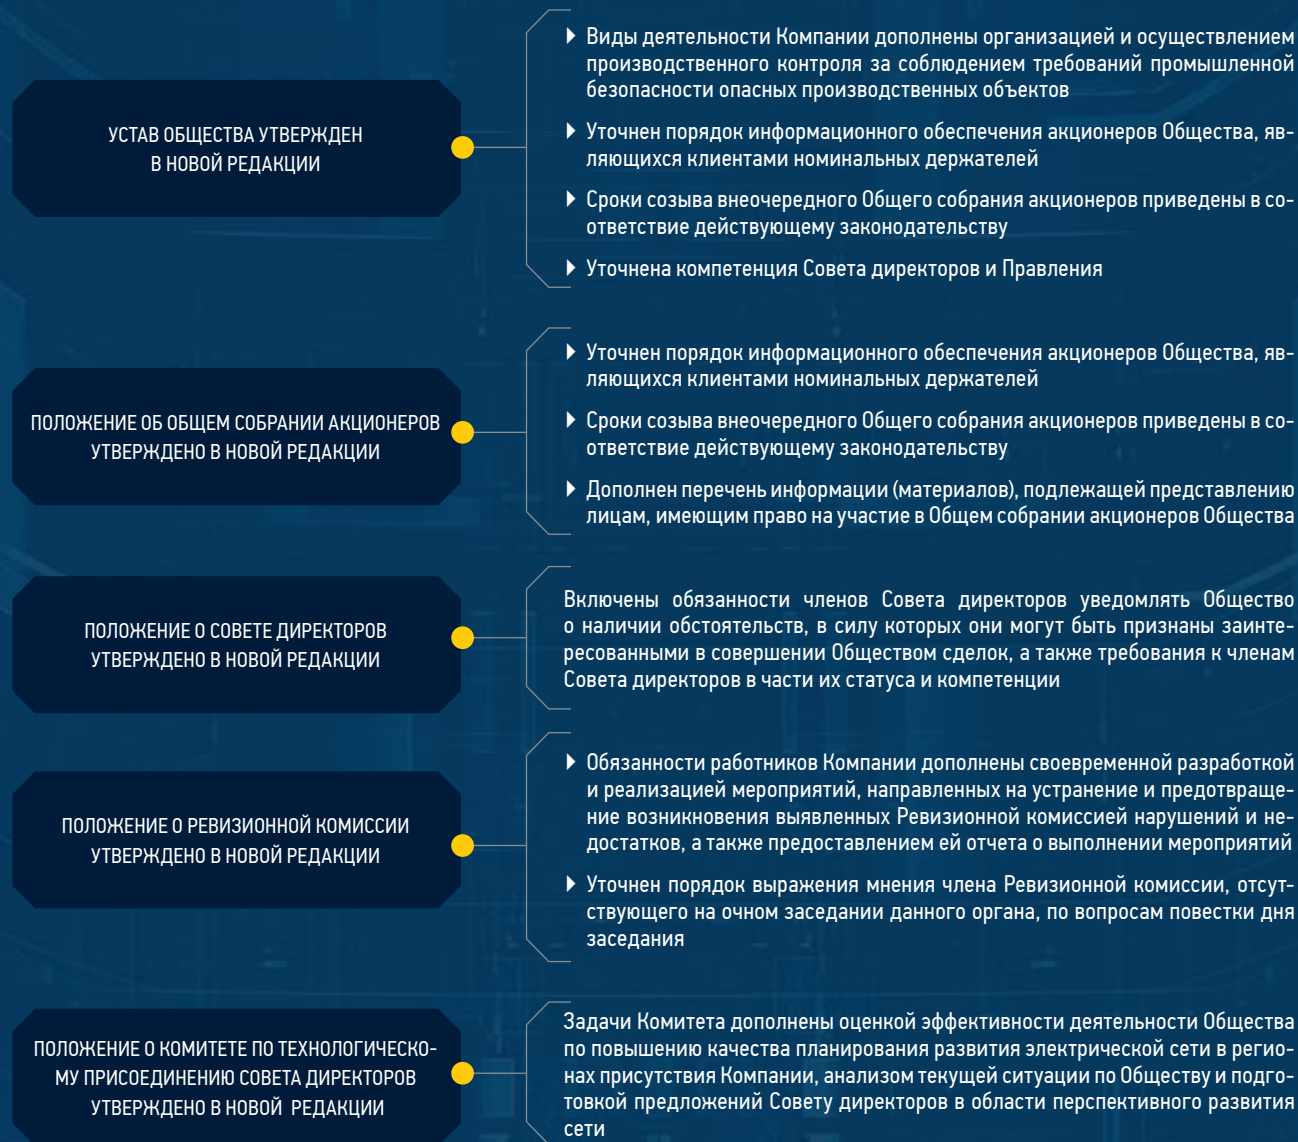 УСТАВ ОБЩЕСТВА УТВЕРЖДЕН
В НОВОЙ РЕДАКЦИИ
Виды деятельности Компании дополнены организацией и осуществлением
производственного контроля за соблюдением требований промышленной
безопасности опасных производственных объектов
Уточнен порядок информационного обеспечения акционеров Общества, яв-
ляющихся клиентами номинальных держателей
Сроки созыва внеочередного Общего собрания акционеров приведены в со-
ответствие действующему законодательству
Уточнена компетенция Совета директоров и Правления
ПОЛОЖЕНИЕ ОБ ОБЩЕМ СОБРАНИИ АКЦИОНЕРОВ
УТВЕРЖДЕНО В НОВОЙ РЕДАКЦИИ
Уточнен порядок информационного обеспечения акционеров Общества, яв-
ляющихся клиентами номинальных держателей
Сроки созыва внеочередного Общего собрания акционеров приведены в со-
ответствие действующему законодательству
Дополнен перечень информации (материалов), подлежащей представлению
лицам, имеющим право на участие в Общем собрании акционеров Общества
ПОЛОЖЕНИЕ О СОВЕТЕ ДИРЕКТОРОВ
УТВЕРЖДЕНО В НОВОЙ РЕДАКЦИИ
Включены обязанности членов Совета директоров уведомлять Общество
о наличии обстоятельств, в силу которых они могут быть признаны заинте-
ресованными в совершении Обществом сделок, а также требования к членам
Совета директоров в части их статуса и компетенции
ПОЛОЖЕНИЕ О РЕВИЗИОННОЙ КОМИССИИ
УТВЕРЖДЕНО В НОВОЙ РЕДАКЦИИ
Обязанности работников Компании дополнены своевременной разработкой
и реализацией мероприятий, направленных на устранение и предотвраще-
ние возникновения выявленных Ревизионной комиссией нарушений и не-
достатков, а также предоставлением ей отчета о выполнении мероприятий
Уточнен порядок выражения мнения члена Ревизионной комиссии, отсут-
ствующего на очном заседании данного органа, по вопросам повестки дня
заседания
ПОЛОЖЕНИЕ О КОМИТЕТЕ ПО ТЕХНОЛОГИЧЕСКО-
МУ ПРИСОЕДИНЕНИЮ СОВЕТА ДИРЕКТОРОВ
УТВЕРЖДЕНО В НОВОЙ РЕДАКЦИИ
Задачи Комитета дополнены оценкой эффективности деятельности Общества
по повышению качества планирования развития электрической сети в регио-
нах присутствия Компании, анализом текущей ситуации по Обществу и подго-
товкой предложений Совету директоров в области перспективного развития
сети